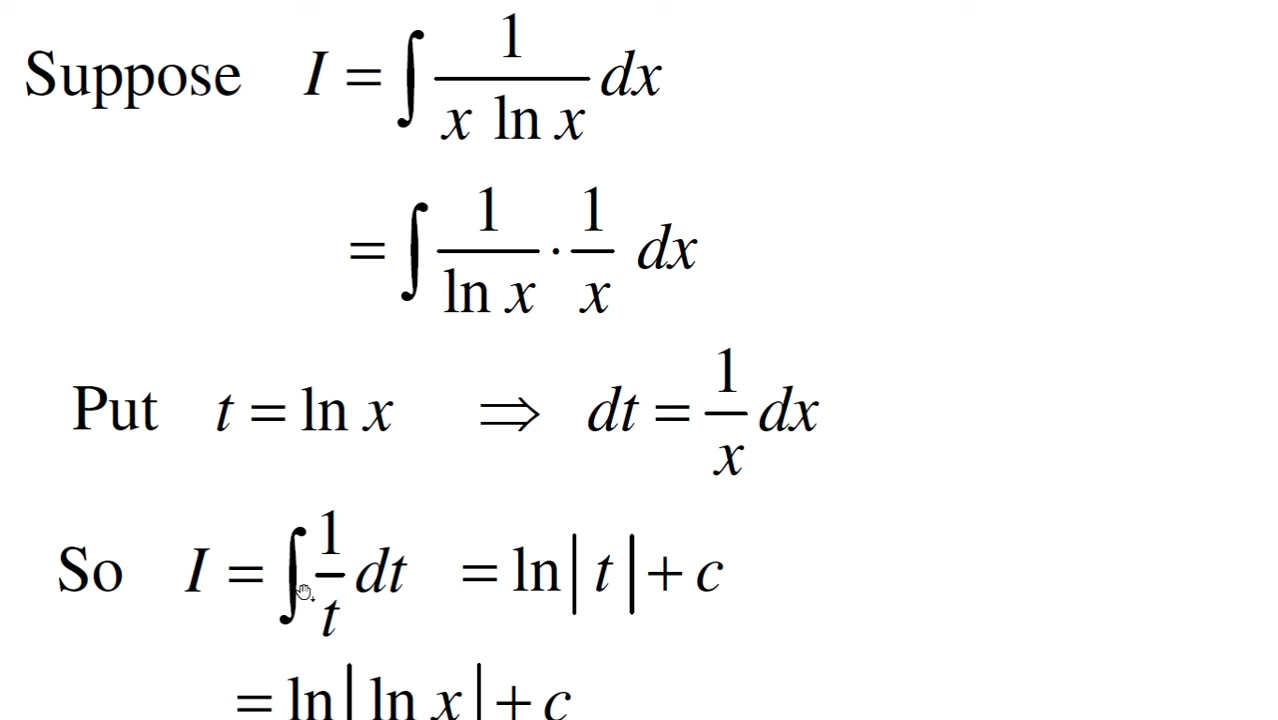 Suppose I = ∫ 1/(x ln x) dx
= ∫ 1/(ln x) · 1/x dx
Put t = ln x ⇒ dt = 1/x dx
So I = ∫ 1/t dt = ln| t | + c
= ln| ln x | + c